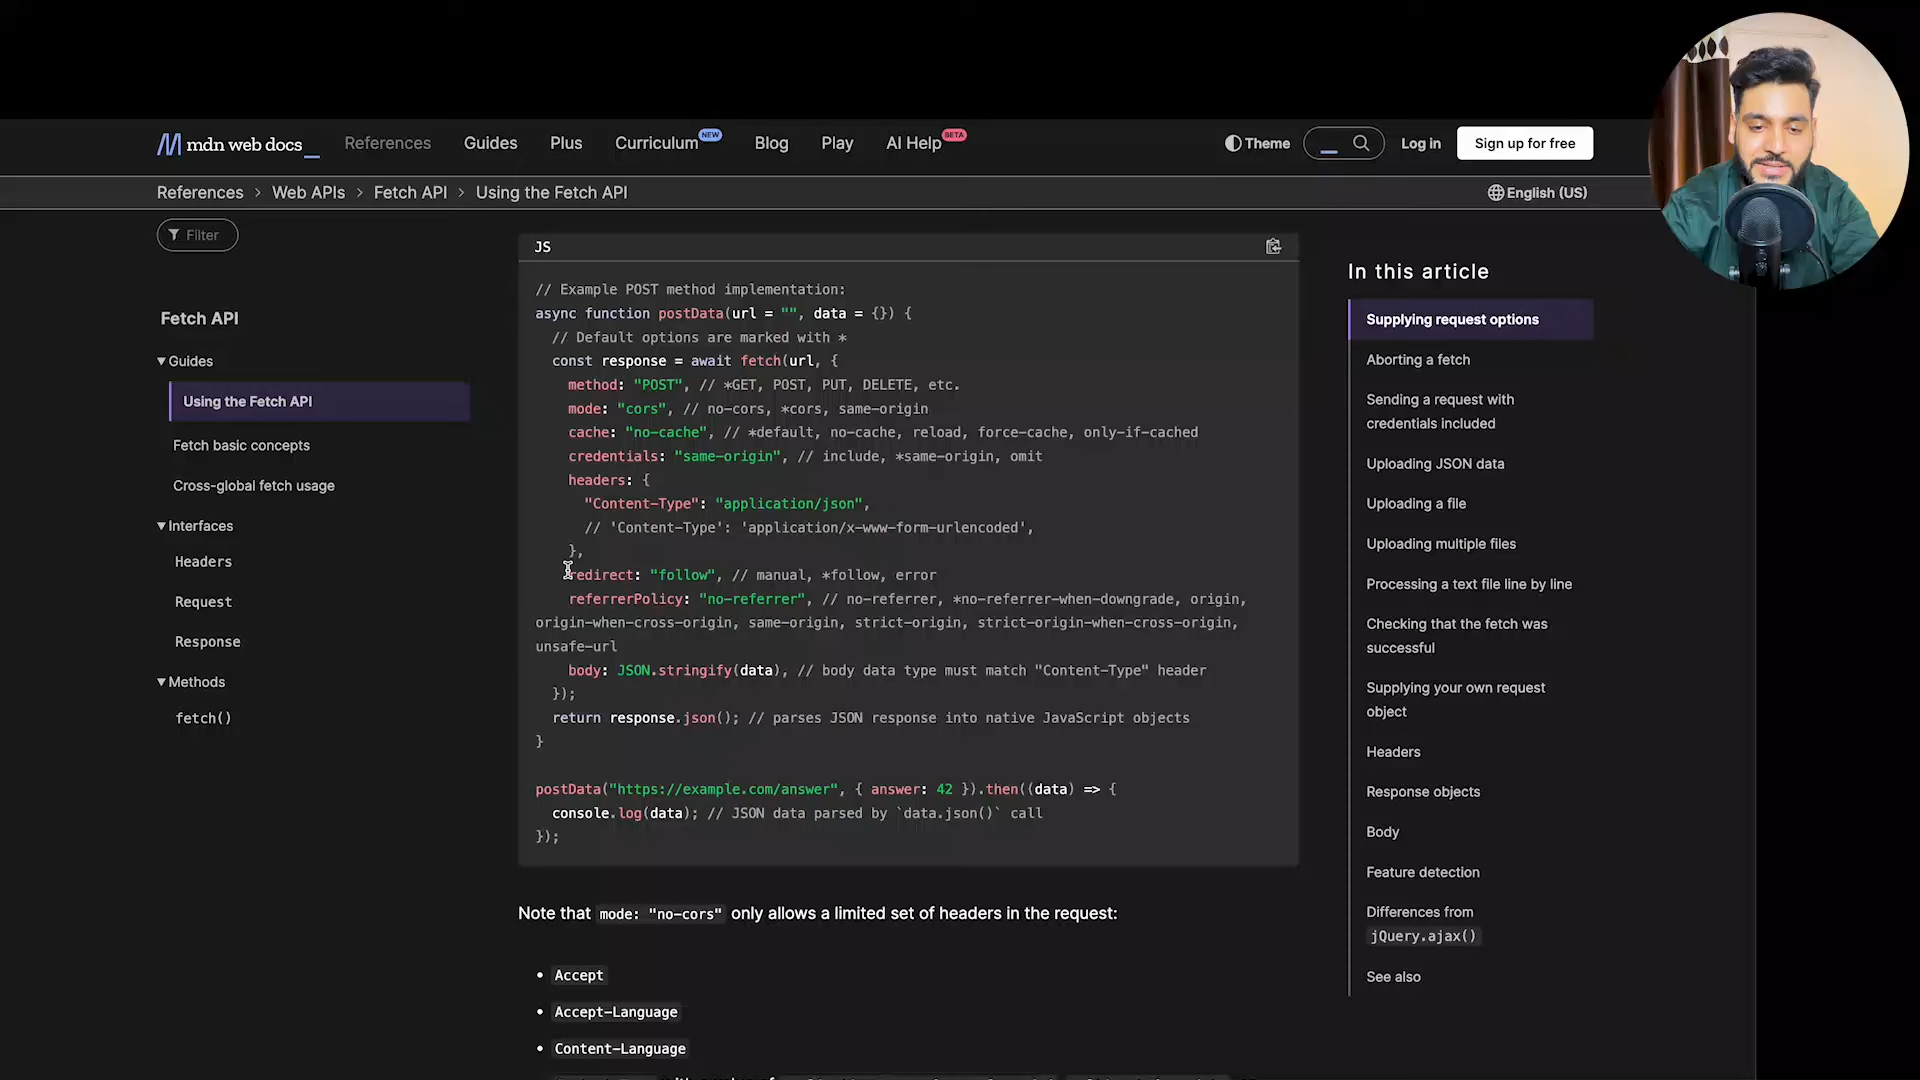 mdn web docs_
References
Guides
Plus
Curriculum NEW
Blog
Play
AI Help BETA
Theme
Log in
Sign up for free
References > Web APIs > Fetch API > Using the Fetch API
English (US)
Filter
Fetch API
Guides
Using the Fetch API
Fetch basic concepts
Cross-global fetch usage
Interfaces
Headers
Request
Response
Methods
fetch()
JS
// Example POST method implementation:
async function postData(url = "", data = {}) {
// Default options are marked with *
const response = await fetch(url, {
method: "POST", // *GET, POST, PUT, DELETE, etc.
mode: "cors", // no-cors, *cors, same-origin
cache: "no-cache", // *default, no-cache, reload, force-cache, only-if-cached
credentials: "same-origin", // include, *same-origin, omit
headers: {
"Content-Type": "application/json",
// 'Content-Type': 'application/x-www-form-urlencoded',
},
redirect: "follow", // manual, *follow, error
referrerPolicy: "no-referrer", // no-referrer, *no-referrer-when-downgrade, origin,
origin-when-cross-origin, same-origin, strict-origin, strict-origin-when-cross-origin,
unsafe-url
body: JSON.stringify(data), // body data type must match "Content-Type" header
});
return response.json(); // parses JSON response into native JavaScript objects
}
postData("https://example.com/answer", { answer: 42 }).then((data) => {
console.log(data); // JSON data parsed by `data.json()` call
});
Note that mode: "no-cors" only allows a limited set of headers in the request:
• Accept
• Accept-Language
• Content-Language
In this article
Supplying request options
Aborting a fetch
Sending a request with
credentials included
Uploading JSON data
Uploading a file
Uploading multiple files
Processing a text file line by line
Checking that the fetch was
successful
Supplying your own request
object
Headers
Response objects
Body
Feature detection
Differences from
jQuery.ajax()
See also